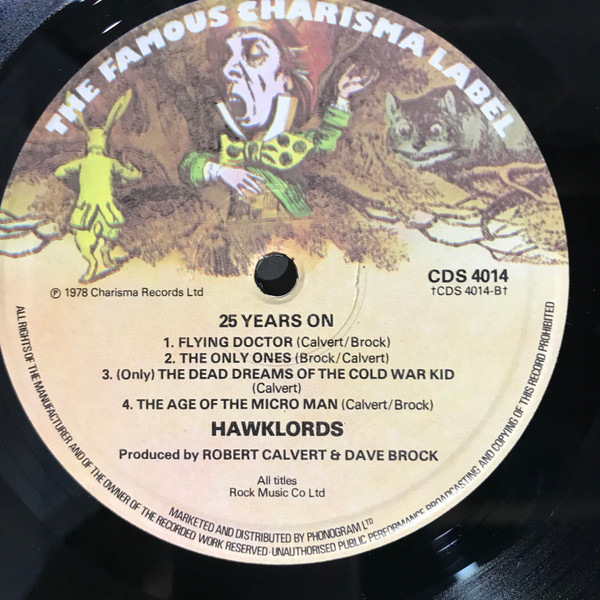 THE FAMOUS CHARISMA LABEL
CDS 4014
℗ 1978 Charisma Records Ltd
†CDS 4014-B†
25 YEARS ON
1. FLYING DOCTOR (Calvert/Brock)
2. THE ONLY ONES (Brock/Calvert)
3. (Only) THE DEAD DREAMS OF THE COLD WAR KID
(Calvert)
4. THE AGE OF THE MICRO MAN (Calvert/Brock)
HAWKLORDS
Produced by ROBERT CALVERT & DAVE BROCK
All titles
Rock Music Co Ltd
MARKETED AND DISTRIBUTED BY PHONOGRAM LTD
ALL RIGHTS OF THE MANUFACTURER AND OF THE OWNER OF THE RECORDED WORK RESERVED · UNAUTHORISED PUBLIC PERFORMANCE BROADCASTING AND COPYING OF THIS RECORD PROHIBITED